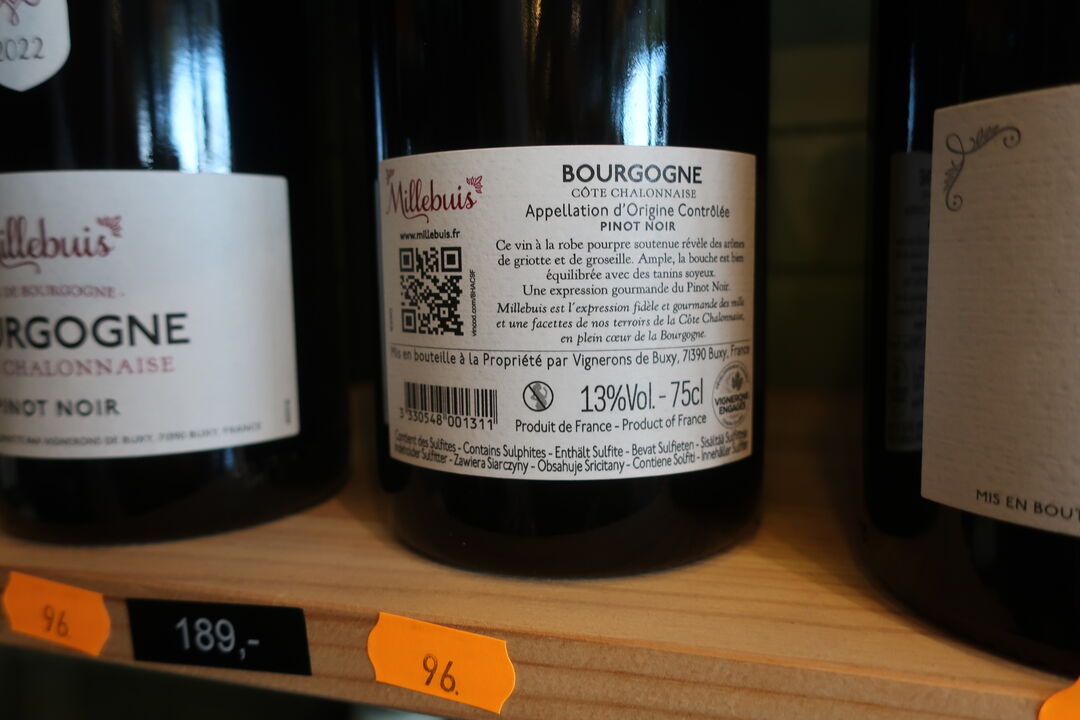 2022
Millebuis
DE BOURGOGNE -
BOURGOGNE
CHALONNAISE
PINOT NOIR
Millebuis
www.millebuis.fr
BOURGOGNE
CÔTE CHALONNAISE
Appellation d'Origine Contrôlée
PINOT NOIR
Ce vin à la robe pourpre soutenue révèle des arômes
de griotte et de groseille. Ample, la bouche est bien
équilibrée avec des tanins soyeux.
Une expression gourmande du Pinot Noir.
Millebuis est l'expression fidèle et gourmande des mille
et une facettes de nos terroirs de la Côte Chalonnaise,
en plein cœur de la Bourgogne.
Mis en bouteille à la Propriété par Vignerons de Buxy, 71390 Buxy, France
3 330548 001311
13%Vol. - 75cl
Produit de France - Product of France
VIGNERONS
ENGAGÉS
Contient des Sulfites - Contains Sulphites - Enthält Sulfite - Bevat Sulfieten - Sisältää Sulfiitteja
Indeholder Sulfitter - Zawiera Siarczyny - Obsahuje Siricitany - Contiene Solfiti - Innehåller Sulfiter
MIS EN BOUT
96.
189,-
96.